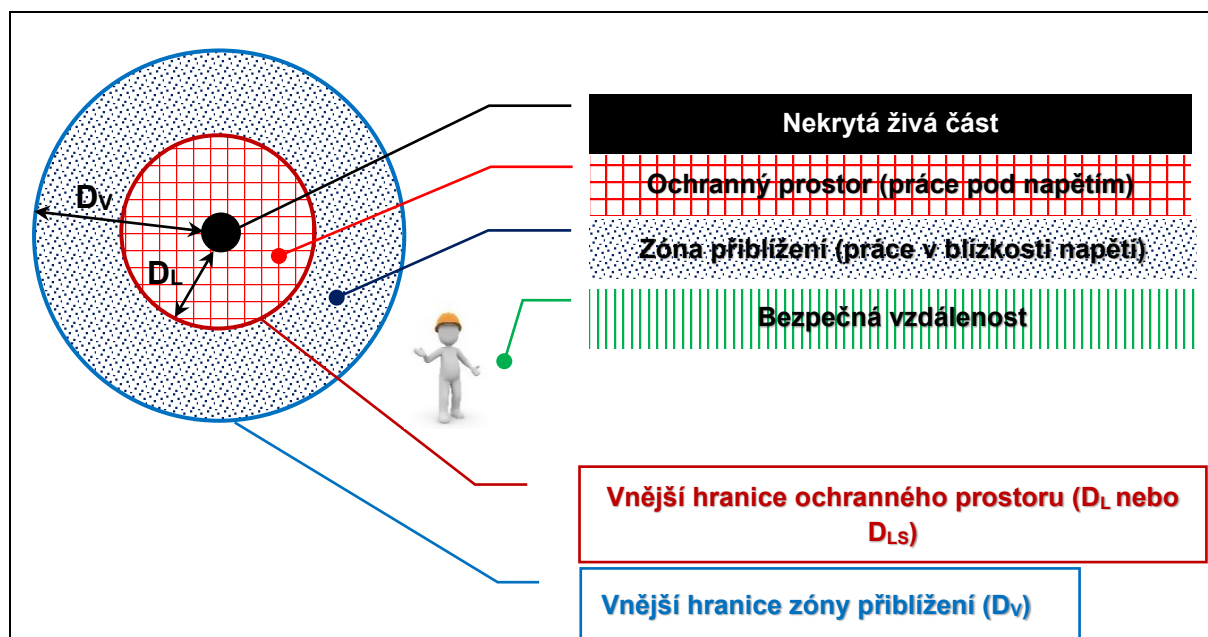 Nekrytá živá část
Ochranný prostor (práce pod napětím)
Zóna přiblížení (práce v blízkosti napětí)
Bezpečná vzdálenost
DV
DL
Vnější hranice ochranného prostoru (DL nebo
DLS)
Vnější hranice zóny přiblížení (DV)